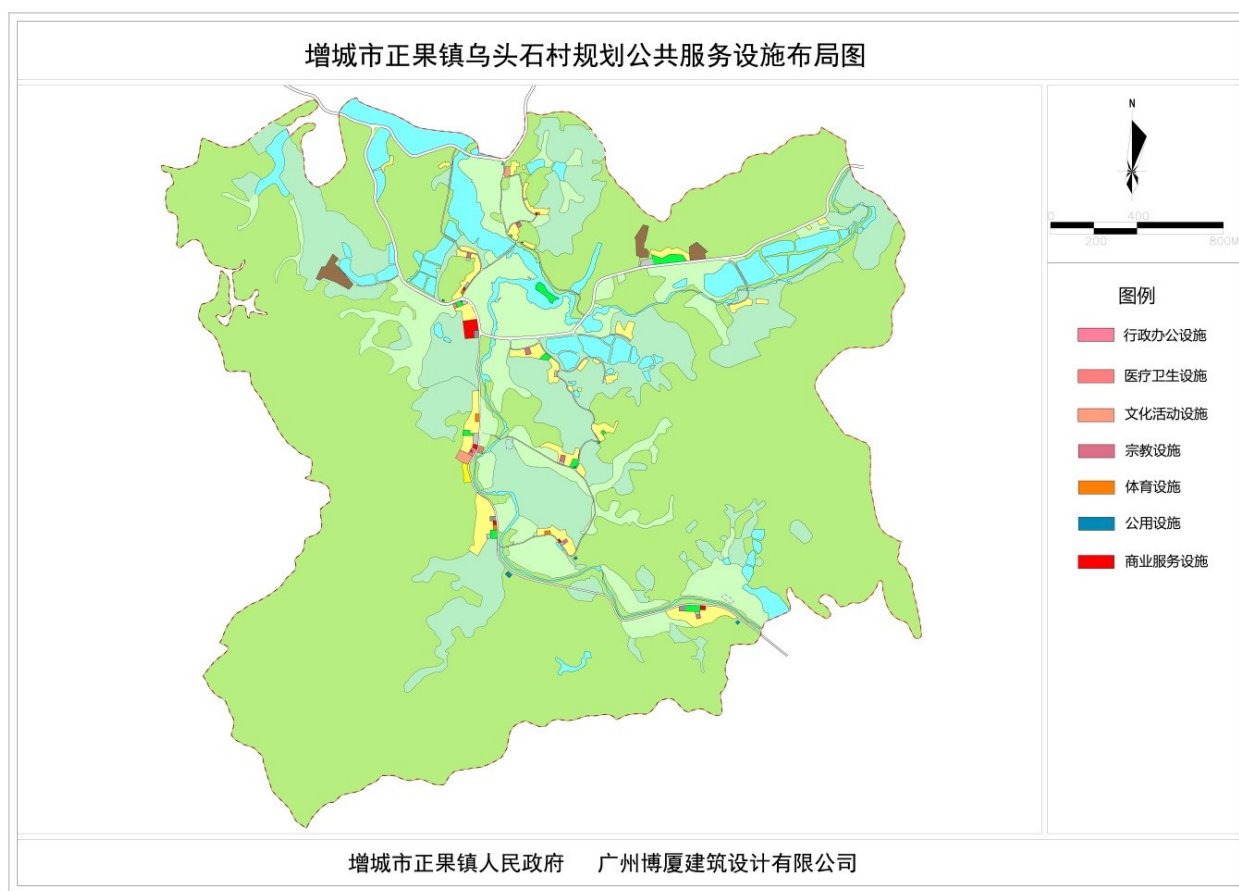 增城市正果镇乌头石村规划公共服务设施布局图
N
0 400
200 800M
图例
行政办公设施
医疗卫生设施
文化活动设施
宗教设施
体育设施
公用设施
商业服务设施
增城市正果镇人民政府 广州博厦建筑设计有限公司